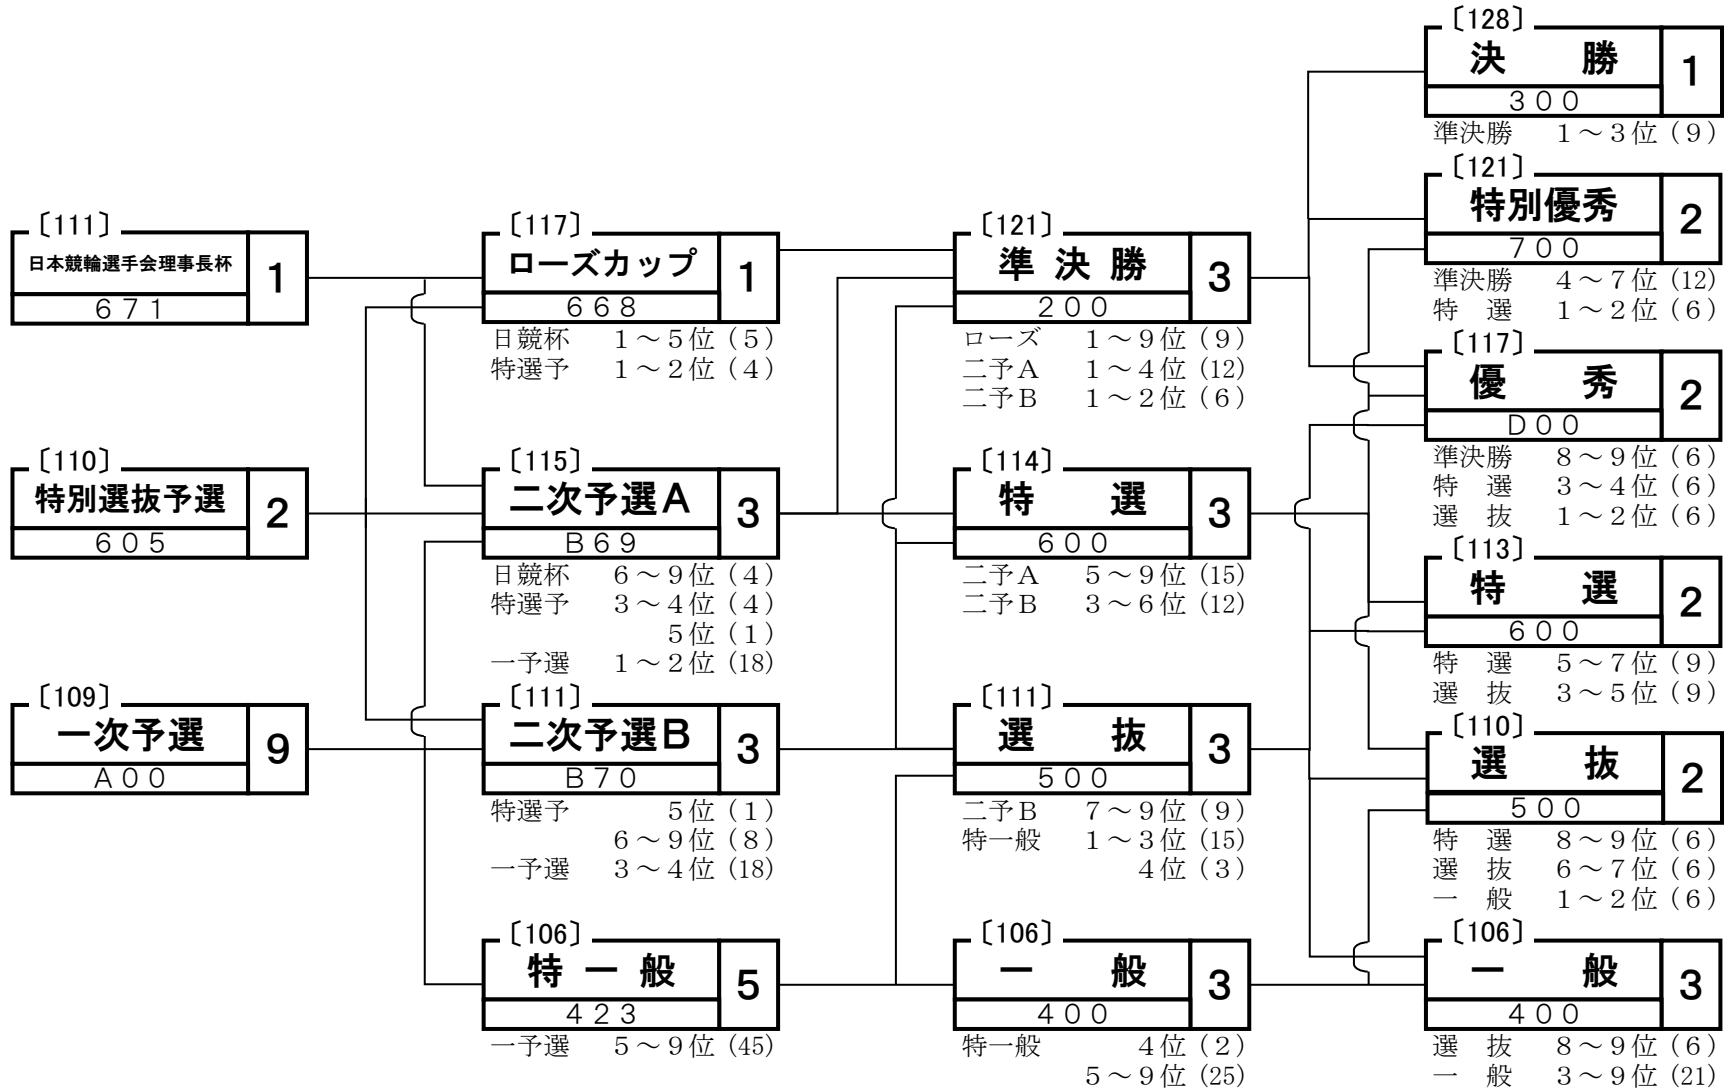 〔111〕
日本競輪選手会理事長杯
1
６７１
〔110〕
特別選抜予選
2
６０５
〔109〕
一次予選
9
Ａ００
〔117〕
ローズカップ
1
６６８
日競杯　１～５位（５）
特選予　１～２位（４）
〔115〕
二次予選Ａ
3
Ｂ６９
日競杯　６～９位（４）
特選予　３～４位（４）
５位（１）
一予選　１～２位（18）
〔111〕
二次予選Ｂ
3
Ｂ７０
特選予　５位（１）
６～９位（８）
一予選　３～４位（18）
〔106〕
特一般
5
４２３
一予選　５～９位（45）
〔121〕
準決勝
3
２００
ローズ　１～９位（９）
二予Ａ　１～４位（12）
二予Ｂ　１～２位（６）
〔114〕
特　選
3
６００
二予Ａ　５～９位（15）
二予Ｂ　３～６位（12）
〔111〕
選　抜
3
５００
二予Ｂ　７～９位（９）
特一般　１～３位（15）
４位（３）
〔106〕
一　般
3
４００
特一般　４位（２）
５～９位（25）
〔128〕
決　勝
1
３００
準決勝　１～３位（９）
〔121〕
特別優秀
2
７００
準決勝　４～７位（12）
特　選　１～２位（６）
〔117〕
優　秀
2
Ｄ００
準決勝　８～９位（６）
特　選　３～４位（６）
選　抜　１～２位（６）
〔113〕
特　選
2
６００
特　選　５～７位（９）
選　抜　３～５位（９）
〔110〕
選　抜
2
５００
特　選　８～９位（６）
選　抜　６～７位（６）
一　般　１～２位（６）
〔106〕
一　般
3
４００
選　抜　８～９位（６）
一　般　３～９位（21）